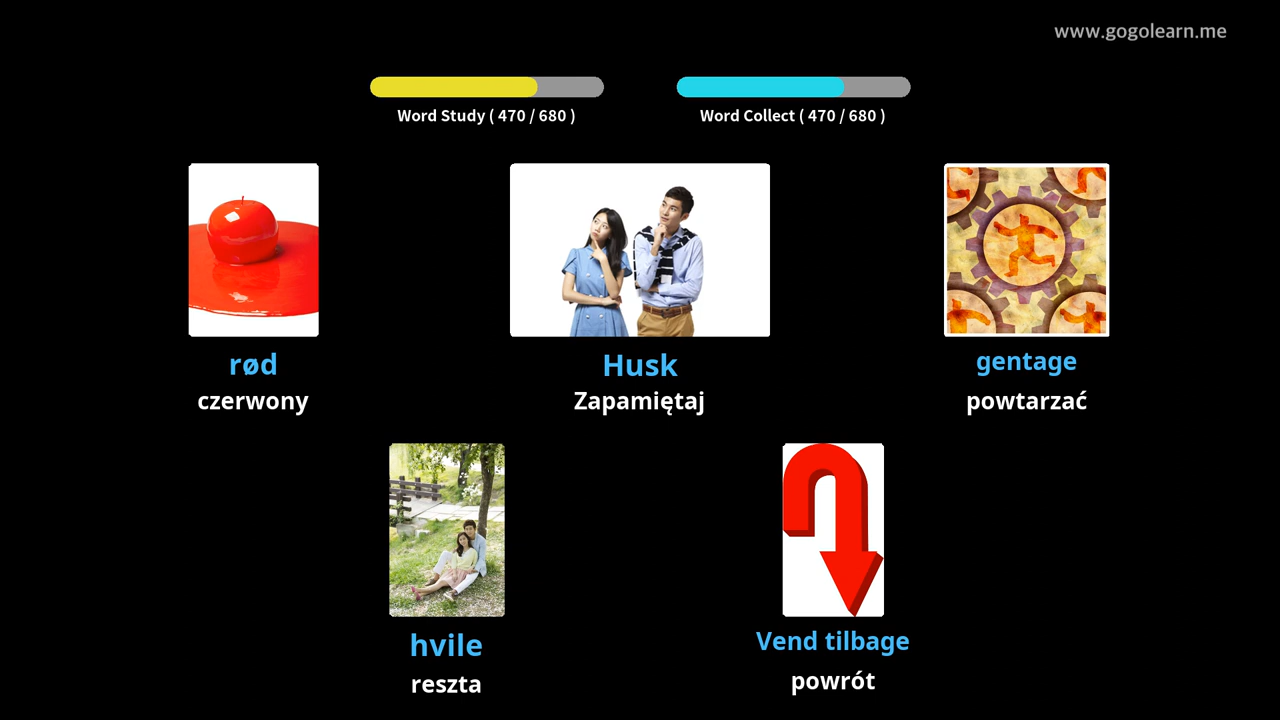 www.gogolearn.me
Word Study ( 470 / 680 )
Word Collect ( 470 / 680 )
rød
czerwony
Husk
Zapamiętaj
gentage
powtarzać
hvile
reszta
Vend tilbage
powrót